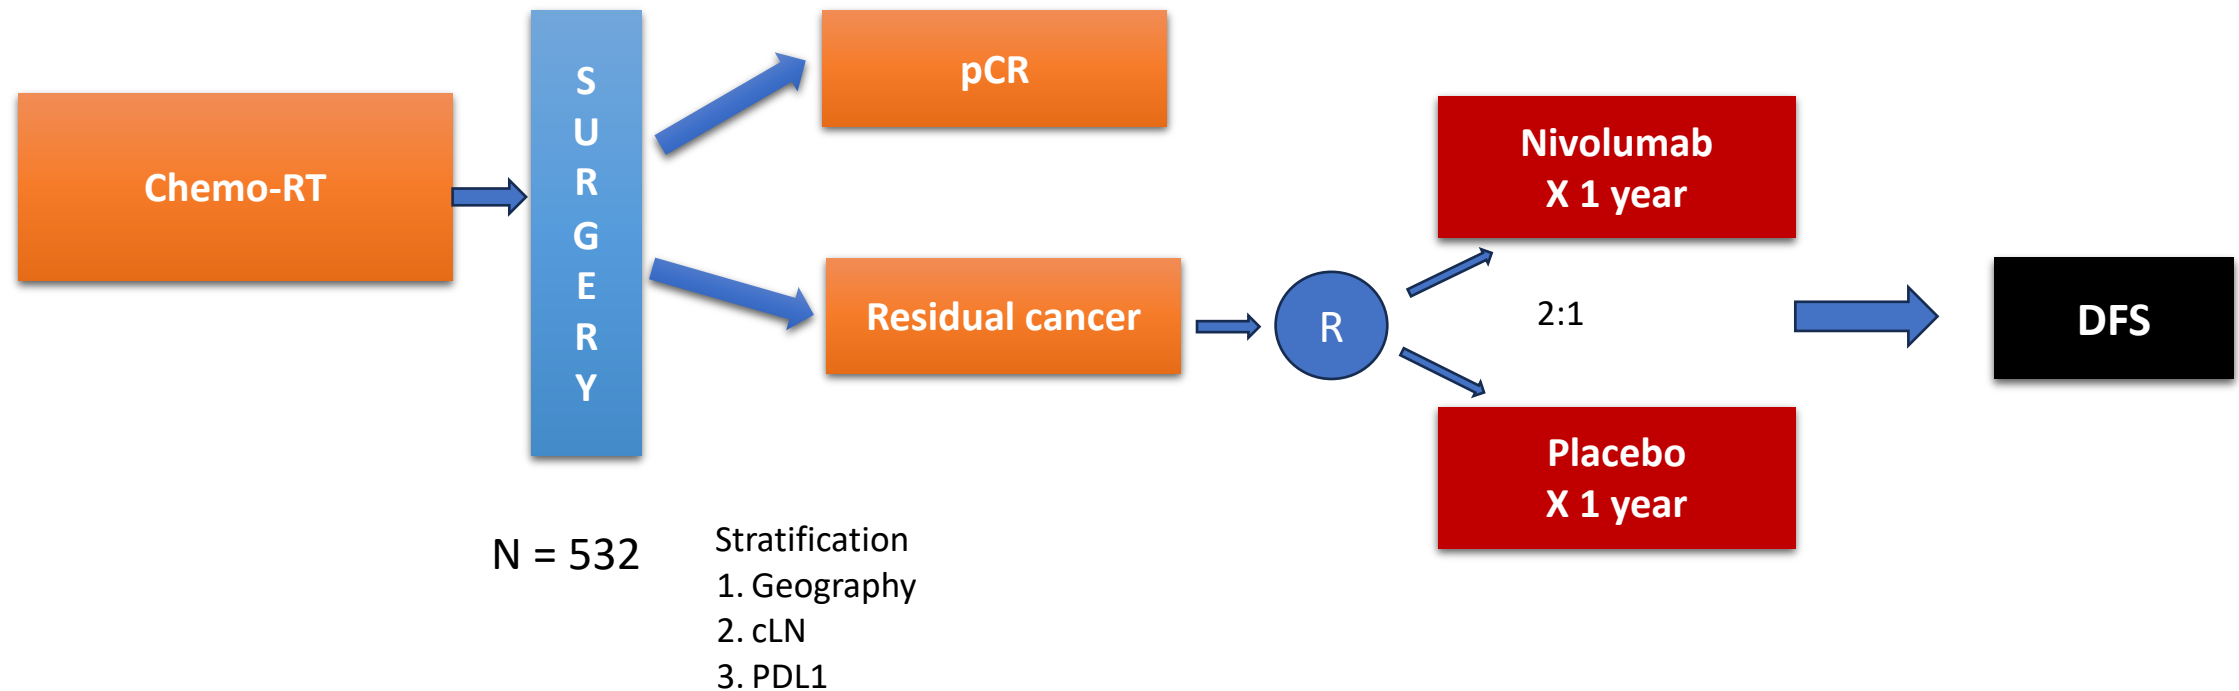 Chemo-RT
S
U
R
G
E
R
Y
pCR
Residual cancer
R
Nivolumab
X 1 year
2:1
Placebo
X 1 year
DFS
N = 532
Stratification
1. Geography
2. cLN
3. PDL1